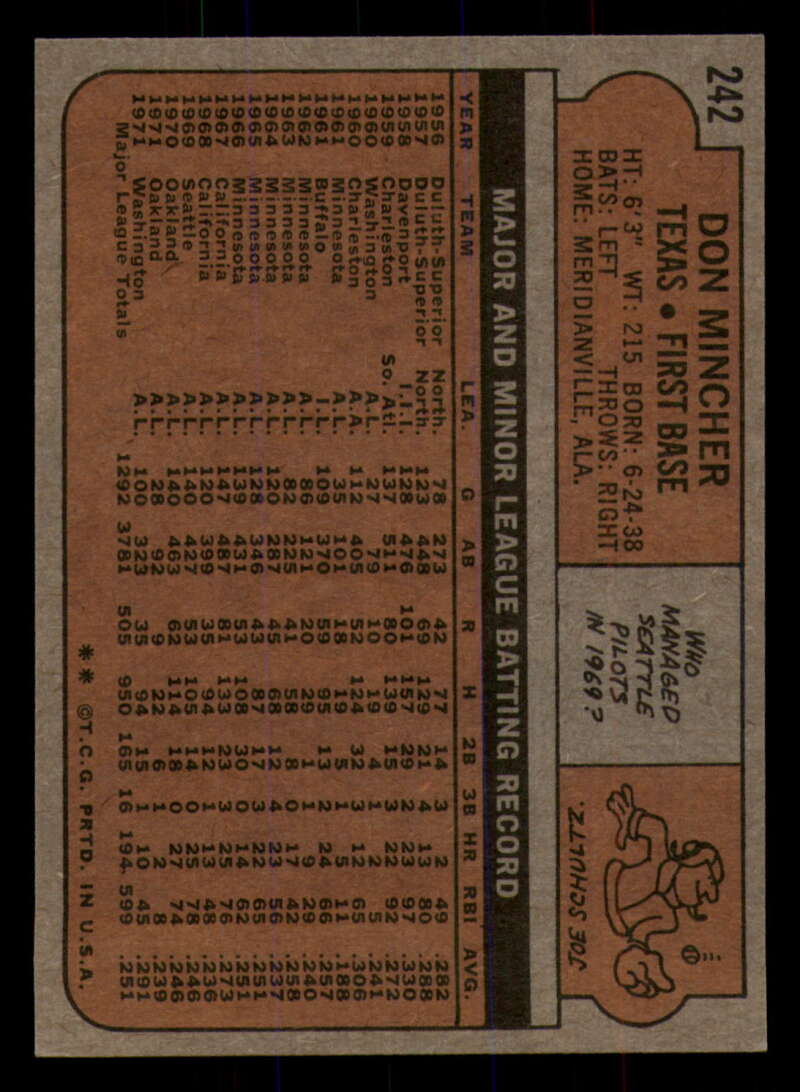 242
DON MINCHER
TEXAS • FIRST BASE
HT: 6'3" WT: 215 BORN: 6-24-38
BATS: LEFT THROWS: RIGHT
HOME: MERIDIANVILLE, ALA.
WHO
MANAGED
SEATTLE
PILOTS
IN 1969?
JOE SCHULTZ.
MAJOR AND MINOR LEAGUE BATTING RECORD
YEAR TEAM LEA. G AB R H 2B 3B HR RBI AVG.
1956 Duluth-Superior North. 78 273 42 77 14 3 2 49 .282
1957 Duluth-Superior North. 123 448 69 129 21 4 13 80 .288
1958 Davenport I.I.I. 128 476 101 157 29 2 23 97 .330
1959 Charleston So. Atl. 137 511 80 139 15 3 22 92 .272
1960 Washington A.L. 27 79 10 19 4 1 2 5 .241
1960 Charleston A.A. 112 405 52 124 32 3 12 65 .306
1961 Minnesota A.L. 35 101 18 19 5 1 5 11 .188
1961 Buffalo I.L. 109 370 59 95 13 2 24 66 .257
1962 Minnesota A.L. 86 121 20 29 1 1 9 29 .240
1963 Minnesota A.L. 82 225 41 58 8 0 17 42 .258
1964 Minnesota A.L. 120 287 45 68 12 4 23 56 .237
1965 Minnesota A.L. 128 346 43 87 17 3 22 65 .251
1966 Minnesota A.L. 139 431 53 108 30 0 14 62 .251
1967 California A.L. 147 487 81 133 23 3 25 76 .273
1968 California A.L. 120 399 35 94 12 1 13 48 .236
1969 Seattle A.L. 140 427 53 105 14 0 25 78 .246
1970 Oakland A.L. 140 463 62 114 18 0 27 74 .246
1971 Oakland A.L. 28 92 9 22 6 1 2 8 .239
1971 Washington A.L. 100 323 35 94 15 1 10 45 .291
Major League Totals 1292 3781 505 950 165 16 194 599 .251
** ©T.C.G. PRTD. IN U.S.A.